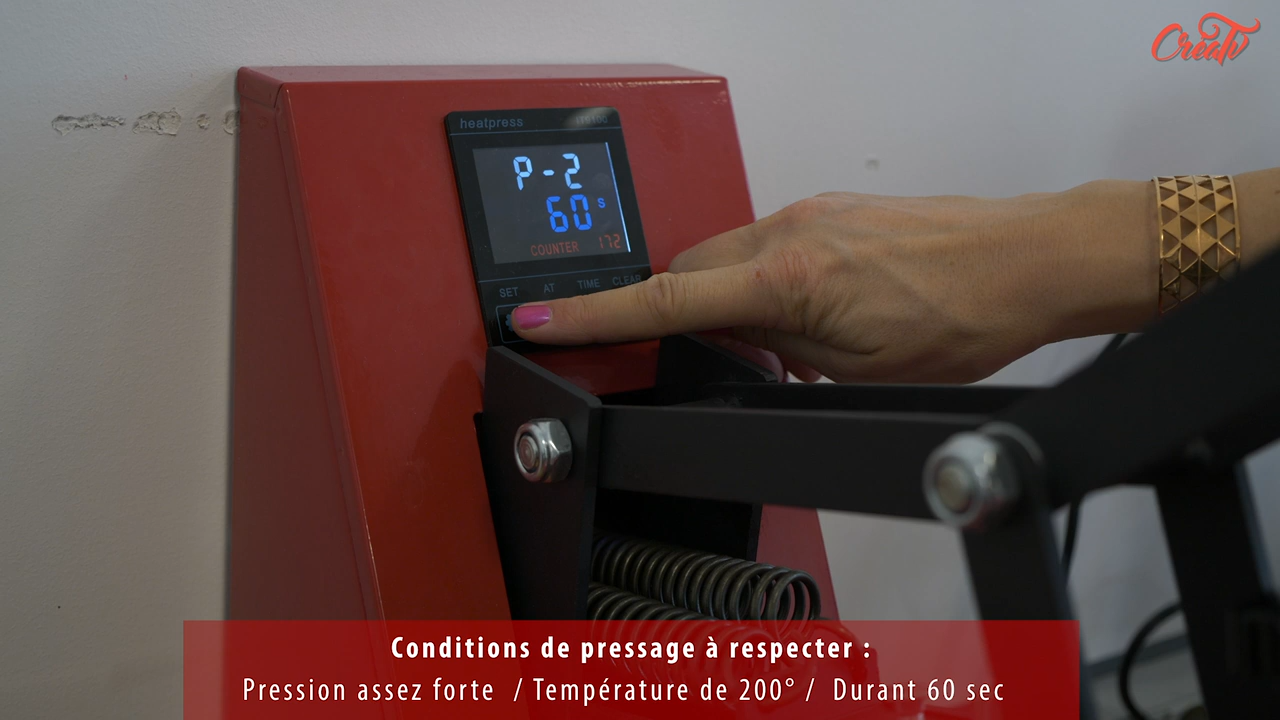 CréaTv
heatpress
P-2
60 s
COUNTER 172
SET AT TIME CLEAR
Conditions de pressage à respecter :
Pression assez forte / Température de 200° / Durant 60 sec